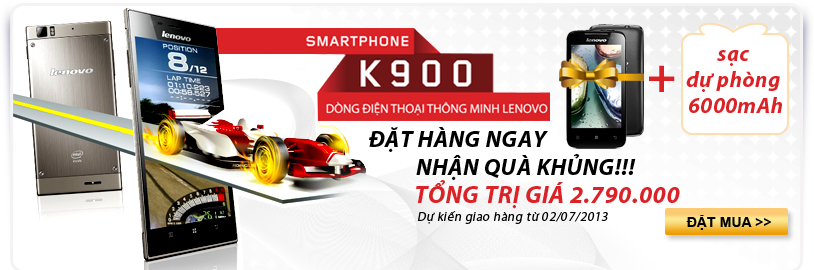 lenovo
intel
lenovo
POSITION
8/12
LAP TIME
SMARTPHONE
K900
DÒNG ĐIỆN THOẠI THÔNG MINH LENOVO
lenovo
+
sạc
dự phòng
6000mAh
ĐẶT HÀNG NGAY
NHẬN QUÀ KHỦNG!!!
TỔNG TRỊ GIÁ 2.790.000
Dự kiến giao hàng từ 02/07/2013
ĐẶT MUA >>